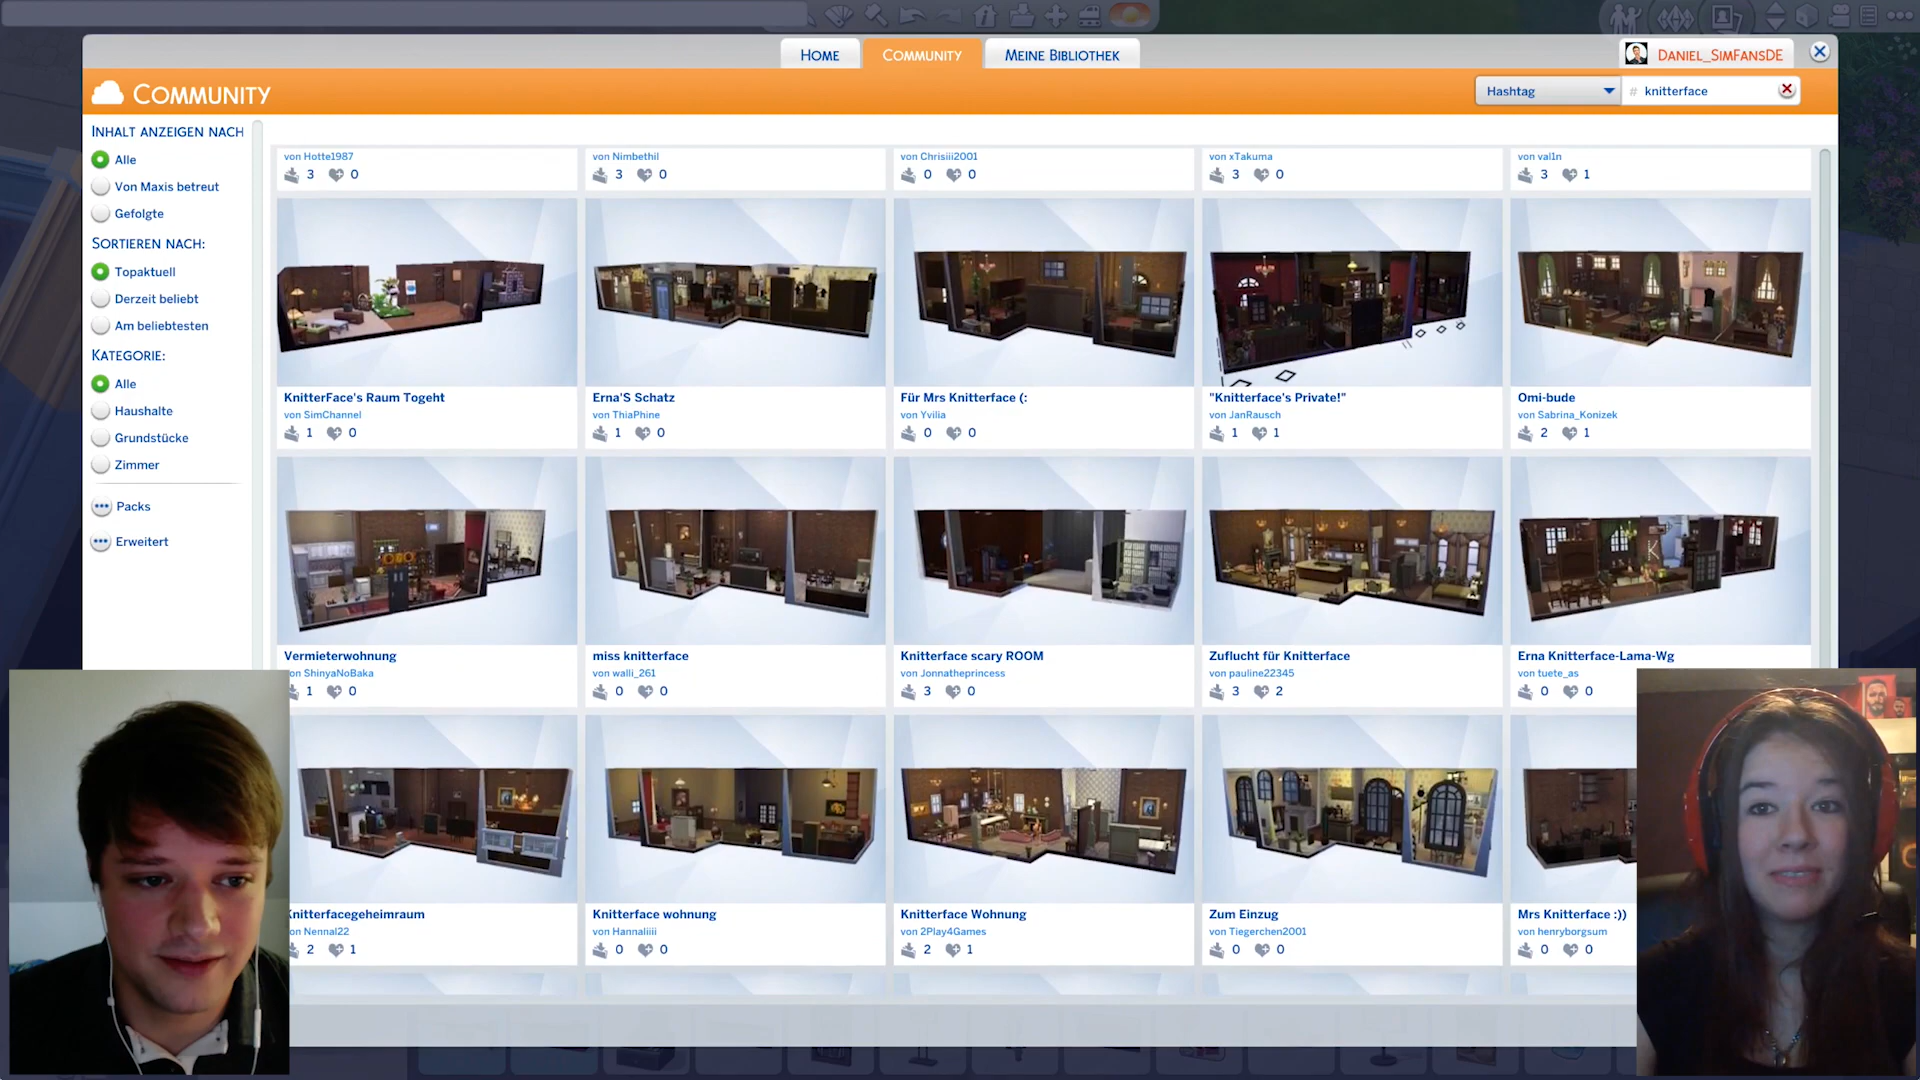 HOME
COMMUNITY
MEINE BIBLIOTHEK
DANIEL_SIMFANSDE
COMMUNITY
Hashtag
# knitterface
INHALT ANZEIGEN NACH
Alle
Von Maxis betreut
Gefolgte
SORTIEREN NACH:
Topaktuell
Derzeit beliebt
Am beliebtesten
KATEGORIE:
Alle
Haushalte
Grundstücke
Zimmer
Packs
Erweitert
von Hotte1987
3 0
von Nimbethil
3 0
von Chrisiii2001
0 0
von xTakuma
3 0
von val1n
3 1
KnitterFace's Raum Togeht
von SimChannel
1 0
Erna'S Schatz
von ThiaPhine
1 0
Für Mrs Knitterface (:
von Yvilia
0 0
"Knitterface's Private!"
von JanRausch
1 1
Omi-bude
von Sabrina_Konizek
2 1
Vermieterwohnung
von ShinyaNoBaka
1 0
miss knitterface
von walli_261
0 0
Knitterface scary ROOM
von Jonnatheprincess
3 0
Zuflucht für Knitterface
von pauline22345
3 2
K
Erna Knitterface-Lama-Wg
von tuete_as
0 0
Knitterfacegeheimraum
von Nennal22
2 1
Knitterface wohnung
von Hannaliiii
0 0
Knitterface Wohnung
von 2Play4Games
2 1
Zum Einzug
von Tiegerchen2001
0 0
Mrs Knitterface :))
von henryborgsum
0 0